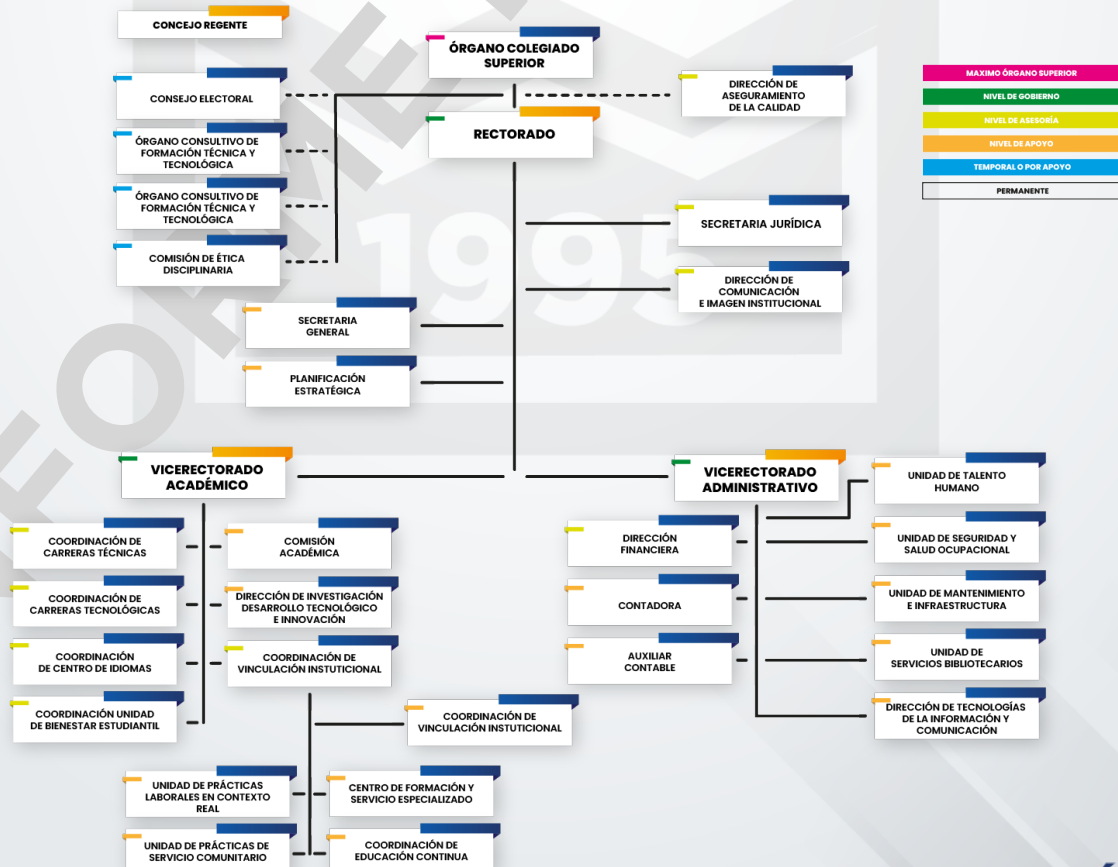 CONCEJO REGENTE
ÓRGANO COLEGIADO
SUPERIOR
CONSEJO ELECTORAL
DIRECCIÓN DE
ASEGURAMIENTO
DE LA CALIDAD
MAXIMO ÓRGANO SUPERIOR
NIVEL DE GOBIERNO
NIVEL DE ASESORÍA
NIVEL DE APOYO
TEMPORAL O POR APOYO
PERMANENTE
RECTORADO
ÓRGANO CONSULTIVO DE
FORMACIÓN TÉCNICA Y
TECNOLÓGICA
ÓRGANO CONSULTIVO DE
FORMACIÓN TÉCNICA Y
TECNOLÓGICA
SECRETARIA JURÍDICA
1995
COMISIÓN DE ÉTICA
DISCIPLINARIA
DIRECCIÓN DE
COMUNICACIÓN
E IMAGEN INSTITUCIONAL
SECRETARIA
GENERAL
PLANIFICACIÓN
ESTRATÉGICA
VICERECTORADO
ACADÉMICO
VICERECTORADO
ADMINISTRATIVO
UNIDAD DE TALENTO
HUMANO
COORDINACIÓN DE
CARRERAS TÉCNICAS
COMISIÓN
ACADÉMICA
DIRECCIÓN
FINANCIERA
UNIDAD DE SEGURIDAD Y
SALUD OCUPACIONAL
COORDINACIÓN DE
CARRERAS TECNOLÓGICAS
DIRECCIÓN DE INVESTIGACIÓN
DESARROLLO TECNOLÓGICO
E INNOVACIÓN
CONTADORA
UNIDAD DE MANTENIMIENTO
E INFRAESTRUCTURA
COORDINACIÓN
DE CENTRO DE IDIOMAS
COORDINACIÓN DE
VINCULACIÓN INSTUTICIONAL
AUXILIAR
CONTABLE
UNIDAD DE
SERVICIOS BIBLIOTECARIOS
COORDINACIÓN UNIDAD
DE BIENESTAR ESTUDIANTIL
COORDINACIÓN DE
VINCULACIÓN INSTUTICIONAL
DIRECCIÓN DE TECNOLOGÍAS
DE LA INFORMACIÓN Y
COMUNICACIÓN
UNIDAD DE PRÁCTICAS
LABORALES EN CONTEXTO
REAL
CENTRO DE FORMACIÓN Y
SERVICIO ESPECIALIZADO
UNIDAD DE PRÁCTICAS DE
SERVICIO COMUNITARIO
COORDINACIÓN DE
EDUCACIÓN CONTINUA